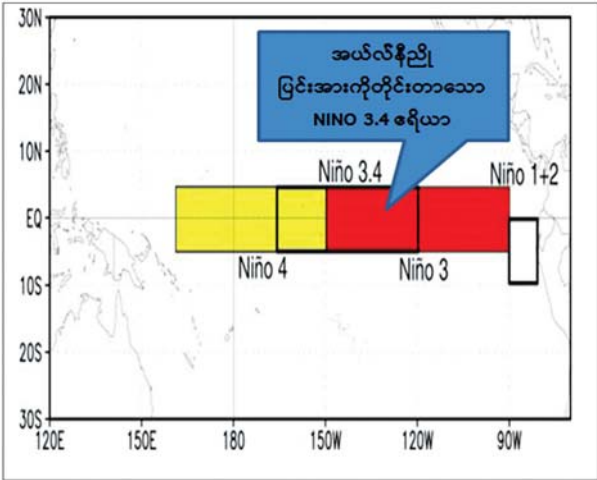 30N
အယ်လ်နီညို
ပြင်းအားကိုတိုင်းတာသော
NINO 3.4 ဧရိယာ
20N
10N
Niño 3.4
Niño 1+2
EQ
Niño 4
Niño 3
10S
20S
30S
120E 150E 180 150W 120W 90W